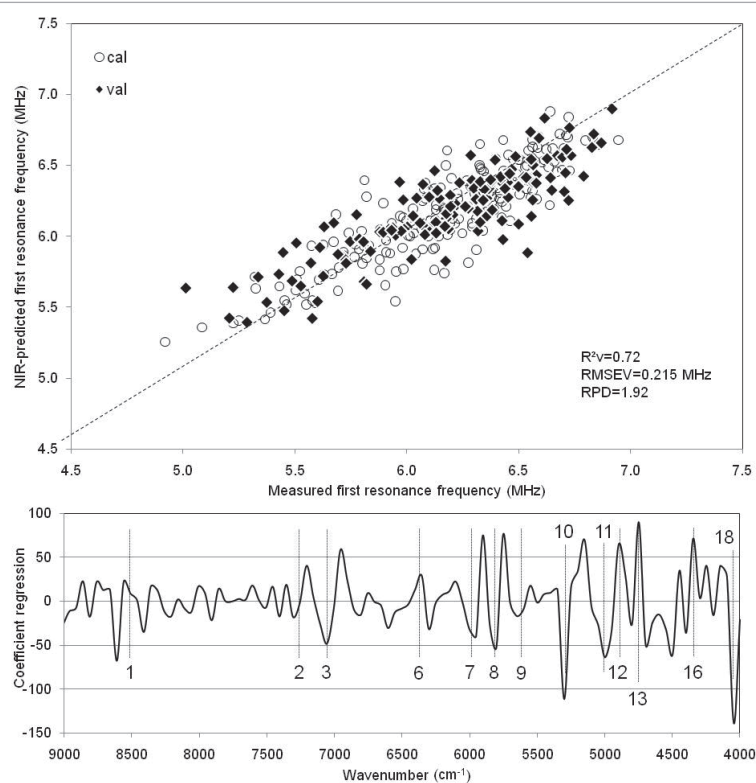 7.5
cal
val
7.0
6.5
6.0
5.5
5.0
4.5
NIR-predicted first resonance frequency (MHz)
R²v=0.72
RMSEV=0.215 MHz
RPD=1.92
4.5 5.0 5.5 6.0 6.5 7.0 7.5
Measured first resonance frequency (MHz)
100
50
0
-50
-100
-150
Coefficient regression
10 11 18
1 2 3 6 7 8 9 12 16
13
9000 8500 8000 7500 7000 6500 6000 5500 5000 4500 4000
Wavenumber (cm⁻¹)